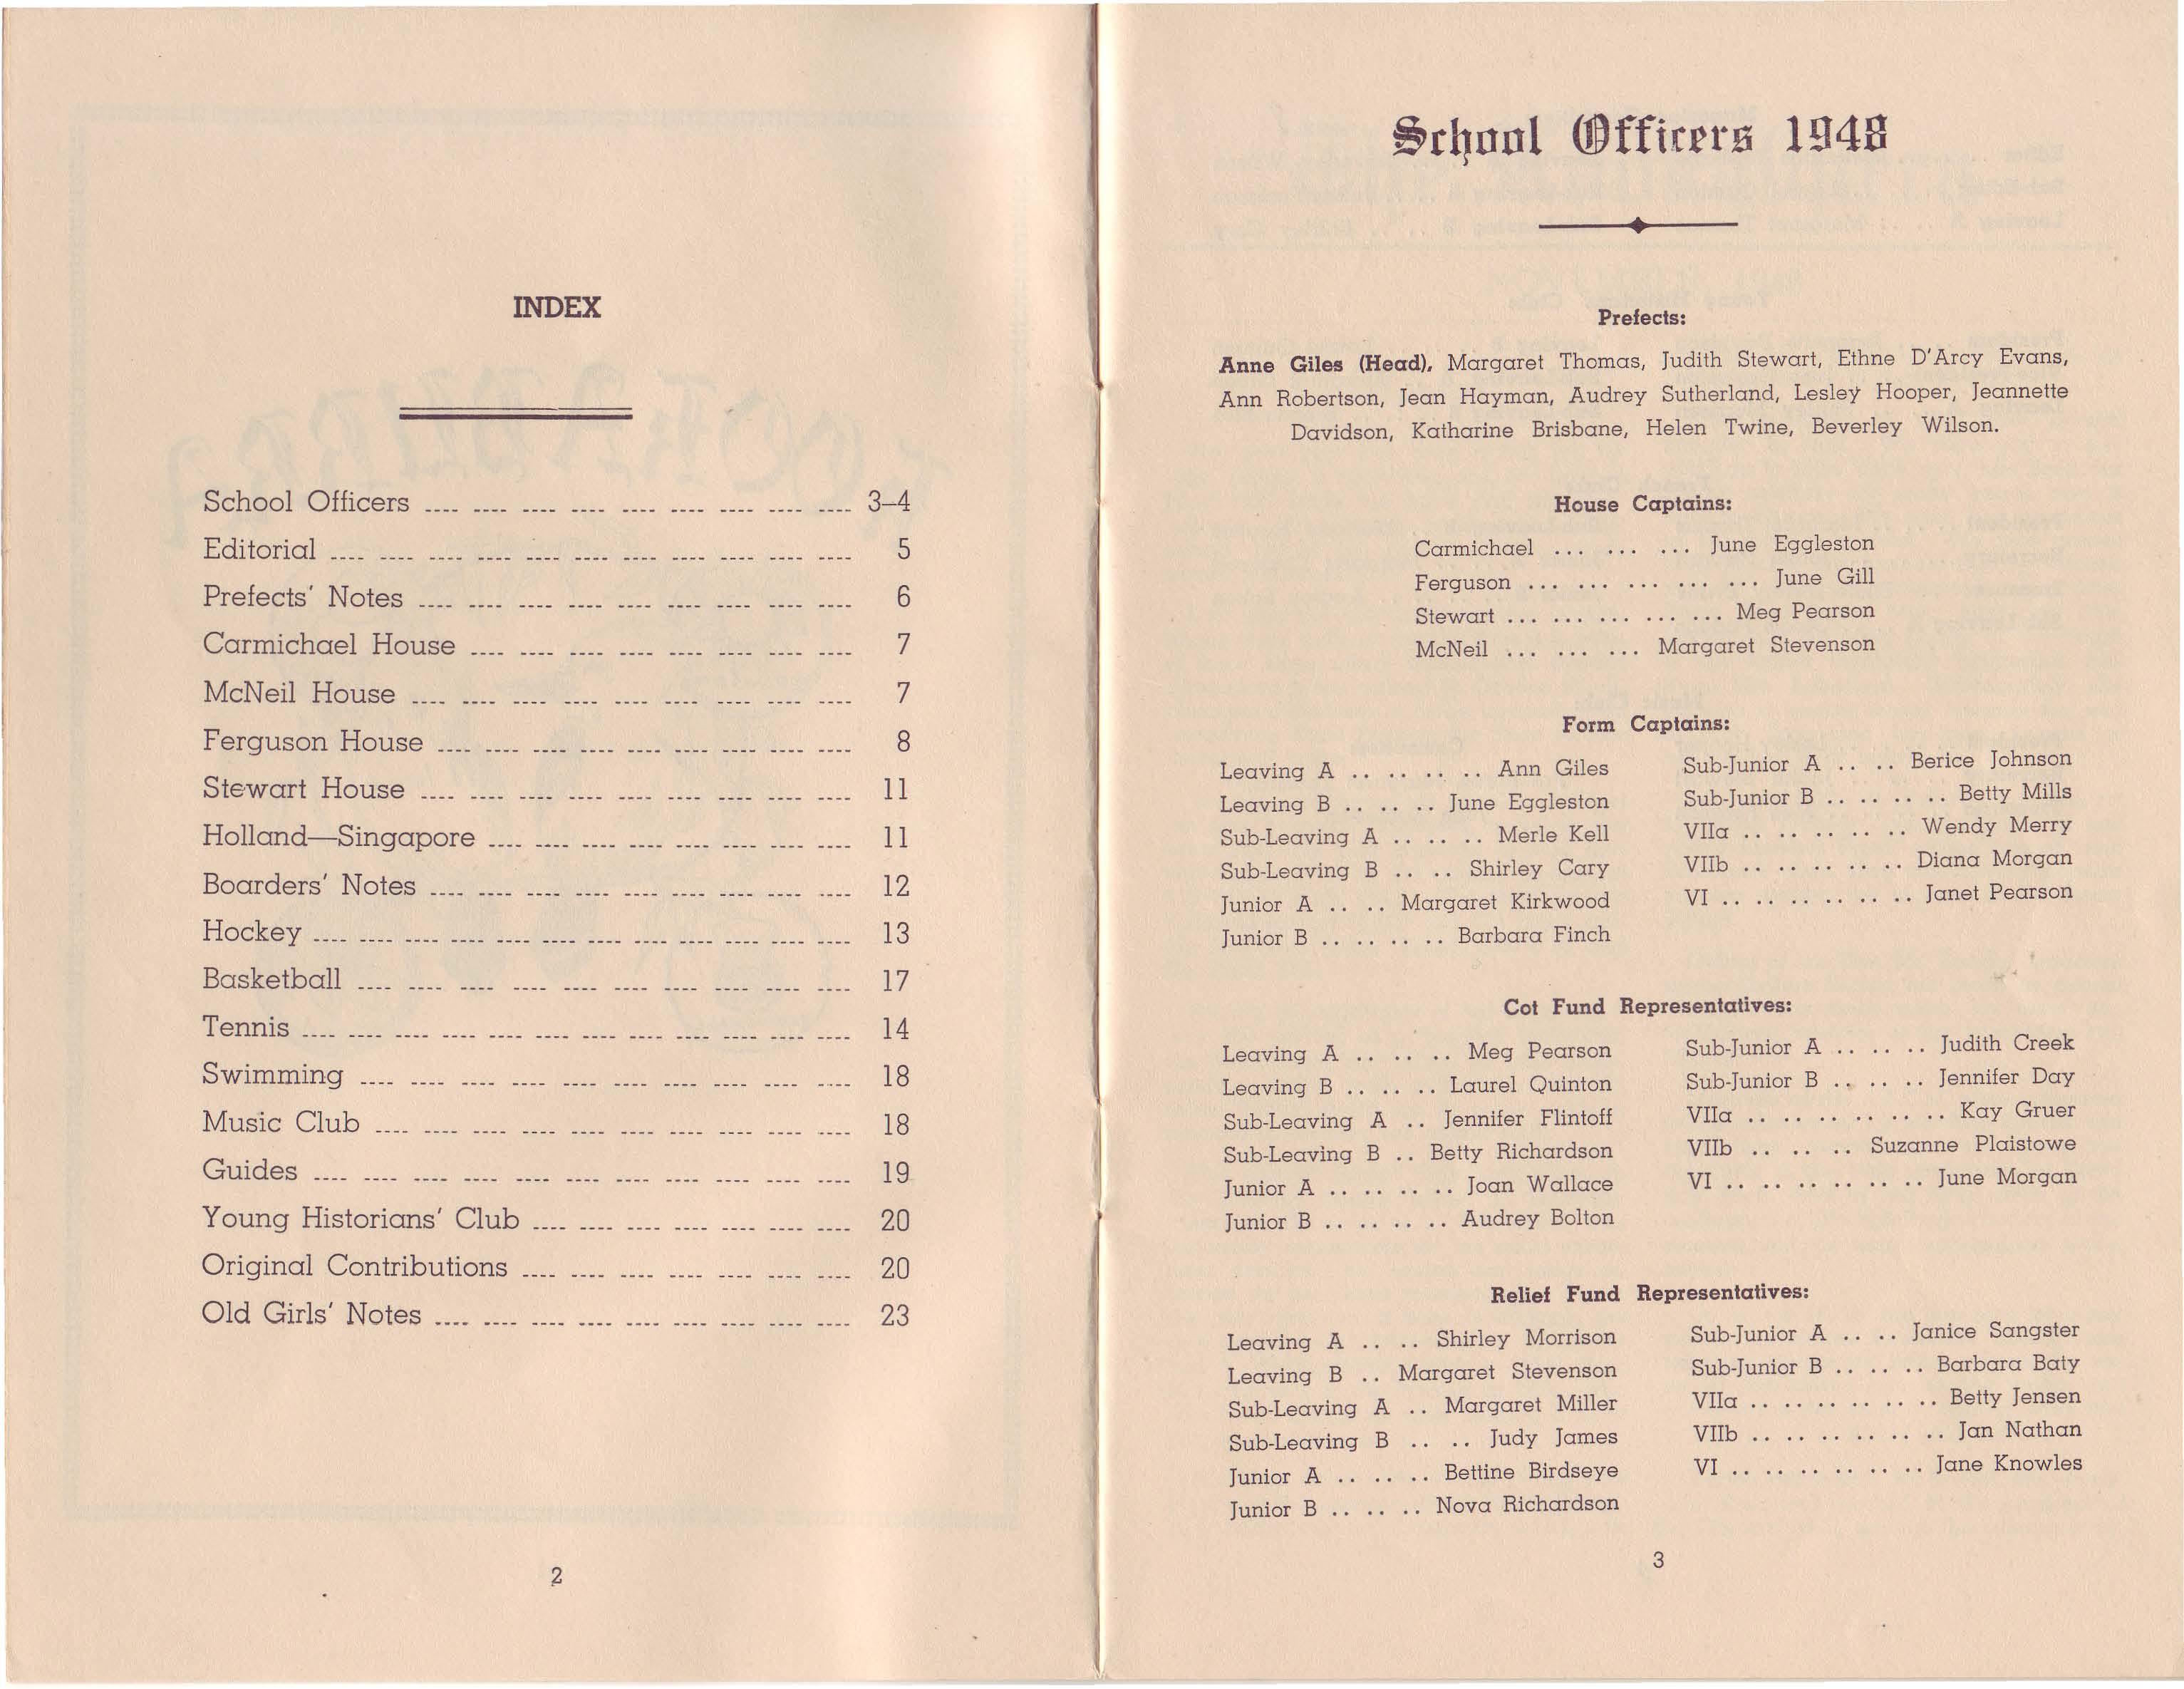 INDEX
School Officers .... .... .... .... .... .... .... .... .... 3–4
Editorial .... .... .... .... .... .... .... .... .... .... .... 5
Prefects' Notes .... .... .... .... .... .... .... .... .... 6
Carmichael House .... .... .... .... .... .... .... .... 7
McNeil House .... .... .... .... .... .... .... .... .... 7
Ferguson House .... .... .... .... .... .... .... .... .... 8
Stewart House .... .... .... .... .... .... .... .... .... 11
Holland—Singapore .... .... .... .... .... .... .... .... 11
Boarders' Notes .... .... .... .... .... .... .... .... .... 12
Hockey .... .... .... .... .... .... .... .... .... .... .... .... 13
Basketball .... .... .... .... .... .... .... .... .... .... 17
Tennis .... .... .... .... .... .... .... .... .... .... .... .... 14
Swimming .... .... .... .... .... .... .... .... .... .... 18
Music Club .... .... .... .... .... .... .... .... .... .... 18
Guides .... .... .... .... .... .... .... .... .... .... .... 19
Young Historians' Club .... .... .... .... .... .... .... 20
Original Contributions .... .... .... .... .... .... .... 20
Old Girls' Notes .... .... .... .... .... .... .... .... .... 23
2
School Officers 1948
Prefects:
Anne Giles (Head), Margaret Thomas, Judith Stewart, Ethne D'Arcy Evans,
Ann Robertson, Jean Hayman, Audrey Sutherland, Lesley Hooper, Jeannette
Davidson, Katharine Brisbane, Helen Twine, Beverley Wilson.
House Captains:
Carmichael ... ... ... June Eggleston
Ferguson ... ... ... ... ... June Gill
Stewart ... ... ... ... ... Meg Pearson
McNeil ... ... ... Margaret Stevenson
Form Captains:
Leaving A .. .. .. .. Ann Giles
Leaving B .. .. .. June Eggleston
Sub-Leaving A .. .. .. Merle Kell
Sub-Leaving B .. .. Shirley Cary
Junior A .. .. Margaret Kirkwood
Junior B .. .. .. .. Barbara Finch
Sub-Junior A .. .. Berice Johnson
Sub-Junior B .. .. .. .. Betty Mills
VIIa .. .. .. .. .. Wendy Merry
VIIb .. .. .. .. .. Diana Morgan
VI .. .. .. .. .. .. Janet Pearson
Cot Fund Representatives:
Leaving A .. .. .. Meg Pearson
Leaving B .. .. .. Laurel Quinton
Sub-Leaving A .. Jennifer Flintoff
Sub-Leaving B .. Betty Richardson
Junior A .. .. .. .. Joan Wallace
Junior B .. .. .. .. Audrey Bolton
Sub-Junior A .. .. .. Judith Creek
Sub-Junior B .. .. .. Jennifer Day
VIIa .. .. .. .. .. .. Kay Gruer
VIIb .. .. .. Suzanne Plaistowe
VI .. .. .. .. .. .. June Morgan
Relief Fund Representatives:
Leaving A .. .. Shirley Morrison
Leaving B .. Margaret Stevenson
Sub-Leaving A .. Margaret Miller
Sub-Leaving B .. .. Judy James
Junior A .. .. .. Bettine Birdseye
Junior B .. .. .. Nova Richardson
Sub-Junior A .. .. Janice Sangster
Sub-Junior B .. .. .. Barbara Baty
VIIa .. .. .. .. .. .. Betty Jensen
VIIb .. .. .. .. .. .. Jan Nathan
VI .. .. .. .. .. .. Jane Knowles
3